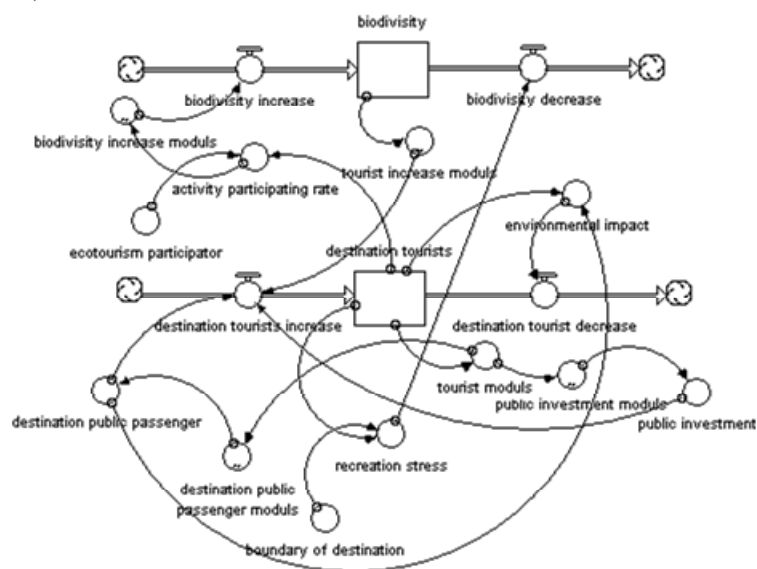 biodivisity
biodivisity increase
biodivisity decrease
biodivisity increase moduls
tourist increase moduls
activity participating rate
environmental impact
ecotourism participator
destination tourists
destination tourists increase
destination tourist decrease
tourist moduls
public investment moduls
destination public passenger
public investment
recreation stress
destination public
passenger moduls
boundary of destination